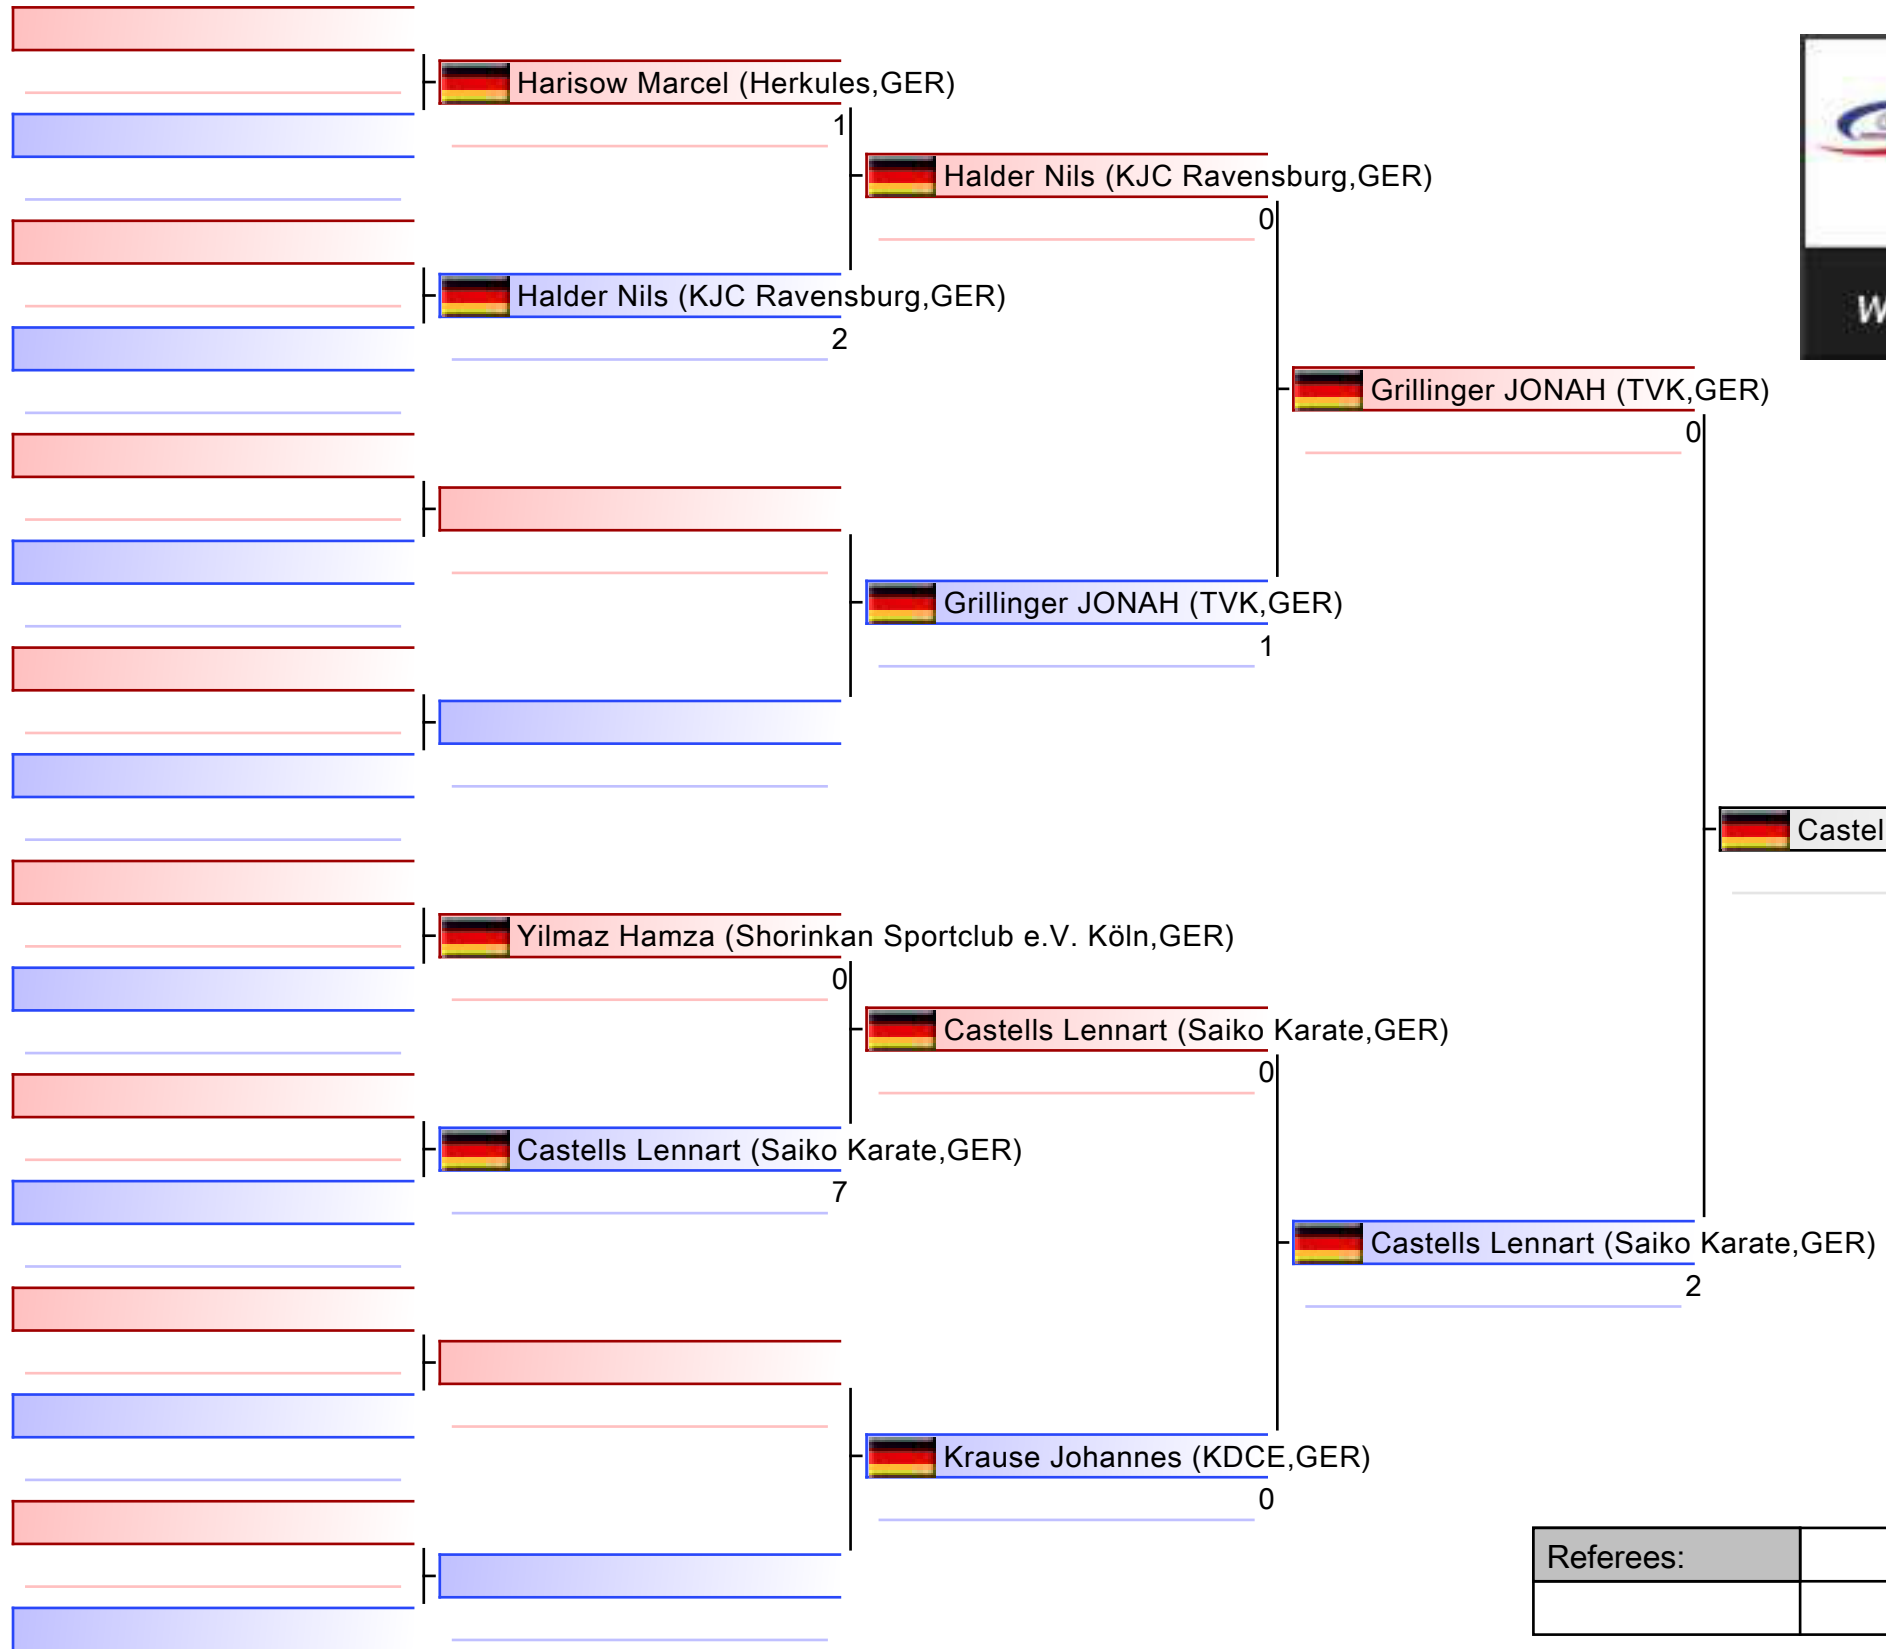 Harisow Marcel (Herkules,GER)
1
Halder Nils (KJC Ravensburg,GER)
0
Halder Nils (KJC Ravensburg,GER)
2
Grillinger JONAH (TVK,GER)
0
Grillinger JONAH (TVK,GER)
1
Castel
Yilmaz Hamza (Shorinkan Sportclub e.V. Köln,GER)
0
Castells Lennart (Saiko Karate,GER)
0
Castells Lennart (Saiko Karate,GER)
7
Castells Lennart (Saiko Karate,GER)
2
Krause Johannes (KDCE,GER)
0
Referees: